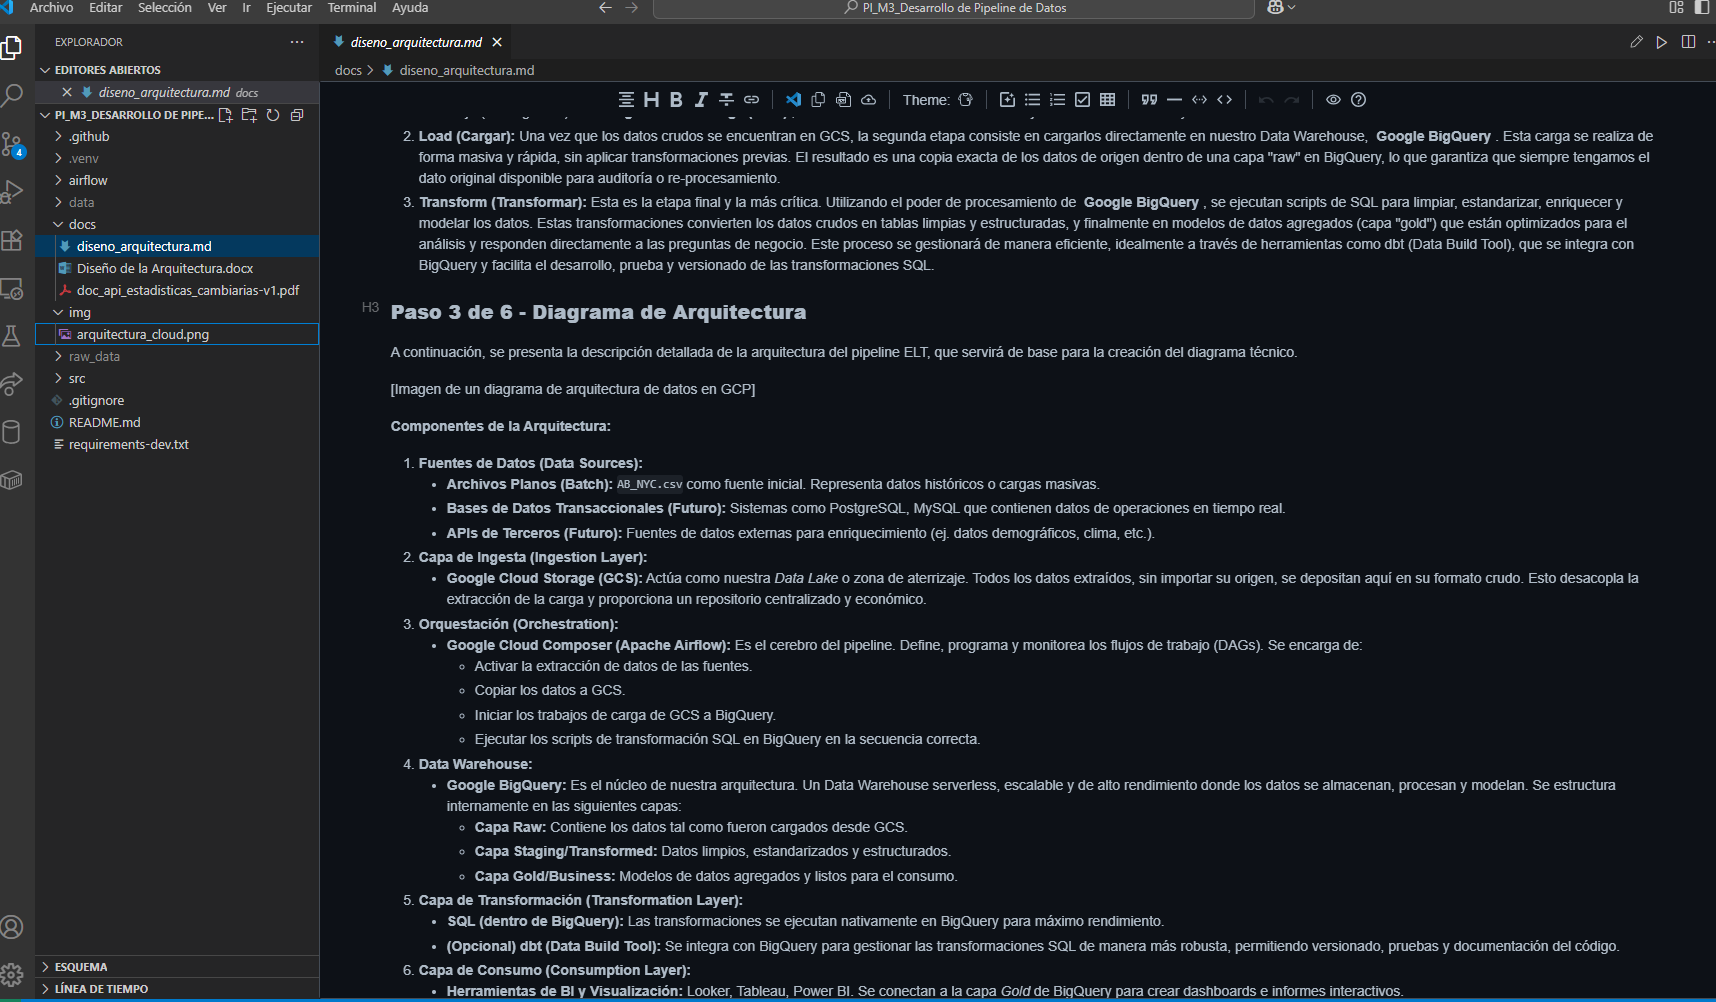 Archivo Editar Selección Ver Ir Ejecutar Terminal Ayuda
PI_M3_Desarrollo de Pipeline de Datos
EXPLORADOR
EDITORES ABIERTOS
diseno_arquitectura.md docs
PI_M3_DESARROLLO DE PIPE...
.github
.venv
airflow
data
docs
diseno_arquitectura.md
Diseño de la Arquitectura.docx
doc_api_estadisticas_cambiarias-v1.pdf
img
arquitectura_cloud.png
raw_data
src
.gitignore
README.md
requirements-dev.txt
ESQUEMA
LÍNEA DE TIEMPO
4
diseno_arquitectura.md
docs > diseno_arquitectura.md
Theme:
2. Load (Cargar): Una vez que los datos crudos se encuentran en GCS, la segunda etapa consiste en cargarlos directamente en nuestro Data Warehouse, Google BigQuery . Esta carga se realiza de
forma masiva y rápida, sin aplicar transformaciones previas. El resultado es una copia exacta de los datos de origen dentro de una capa "raw" en BigQuery, lo que garantiza que siempre tengamos el
dato original disponible para auditoría o re-procesamiento.
3. Transform (Transformar): Esta es la etapa final y la más crítica. Utilizando el poder de procesamiento de Google BigQuery , se ejecutan scripts de SQL para limpiar, estandarizar, enriquecer y
modelar los datos. Estas transformaciones convierten los datos crudos en tablas limpias y estructuradas, y finalmente en modelos de datos agregados (capa "gold") que están optimizados para el
análisis y responden directamente a las preguntas de negocio. Este proceso se gestionará de manera eficiente, idealmente a través de herramientas como dbt (Data Build Tool), que se integra con
BigQuery y facilita el desarrollo, prueba y versionado de las transformaciones SQL.
H3 Paso 3 de 6 - Diagrama de Arquitectura
A continuación, se presenta la descripción detallada de la arquitectura del pipeline ELT, que servirá de base para la creación del diagrama técnico.
[Imagen de un diagrama de arquitectura de datos en GCP]
Componentes de la Arquitectura:
1. Fuentes de Datos (Data Sources):
• Archivos Planos (Batch): AB_NYC.csv como fuente inicial. Representa datos históricos o cargas masivas.
• Bases de Datos Transaccionales (Futuro): Sistemas como PostgreSQL, MySQL que contienen datos de operaciones en tiempo real.
• APIs de Terceros (Futuro): Fuentes de datos externas para enriquecimiento (ej. datos demográficos, clima, etc.).
2. Capa de Ingesta (Ingestion Layer):
• Google Cloud Storage (GCS): Actúa como nuestra Data Lake o zona de aterrizaje. Todos los datos extraídos, sin importar su origen, se depositan aquí en su formato crudo. Esto desacopla la
extracción de la carga y proporciona un repositorio centralizado y económico.
3. Orquestación (Orchestration):
• Google Cloud Composer (Apache Airflow): Es el cerebro del pipeline. Define, programa y monitorea los flujos de trabajo (DAGs). Se encarga de:
◦ Activar la extracción de datos de las fuentes.
◦ Copiar los datos a GCS.
◦ Iniciar los trabajos de carga de GCS a BigQuery.
◦ Ejecutar los scripts de transformación SQL en BigQuery en la secuencia correcta.
4. Data Warehouse:
• Google BigQuery: Es el núcleo de nuestra arquitectura. Un Data Warehouse serverless, escalable y de alto rendimiento donde los datos se almacenan, procesan y modelan. Se estructura
internamente en las siguientes capas:
◦ Capa Raw: Contiene los datos tal como fueron cargados desde GCS.
◦ Capa Staging/Transformed: Datos limpios, estandarizados y estructurados.
◦ Capa Gold/Business: Modelos de datos agregados y listos para el consumo.
5. Capa de Transformación (Transformation Layer):
• SQL (dentro de BigQuery): Las transformaciones se ejecutan nativamente en BigQuery para máximo rendimiento.
• (Opcional) dbt (Data Build Tool): Se integra con BigQuery para gestionar las transformaciones SQL de manera más robusta, permitiendo versionado, pruebas y documentación del código.
6. Capa de Consumo (Consumption Layer):
• Herramientas de BI y Visualización: Looker, Tableau, Power BI. Se conectan a la capa Gold de BigQuery para crear dashboards e informes interactivos.